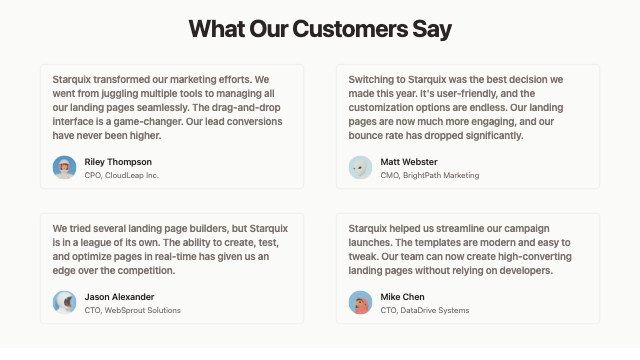 What Our Customers Say
Starquix transformed our marketing efforts. We
went from juggling multiple tools to managing all
our landing pages seamlessly. The drag-and-drop
interface is a game-changer. Our lead conversions
have never been higher.
Riley Thompson
CPO, CloudLeap Inc.
Switching to Starquix was the best decision we
made this year. It's user-friendly, and the
customization options are endless. Our landing
pages are now much more engaging, and our
bounce rate has dropped significantly.
Matt Webster
CMO, BrightPath Marketing
We tried several landing page builders, but Starquix
is in a league of its own. The ability to create, test,
and optimize pages in real-time has given us an
edge over the competition.
Jason Alexander
CTO, WebSprout Solutions
Starquix helped us streamline our campaign
launches. The templates are modern and easy to
tweak. Our team can now create high-converting
landing pages without relying on developers.
Mike Chen
CTO, DataDrive Systems